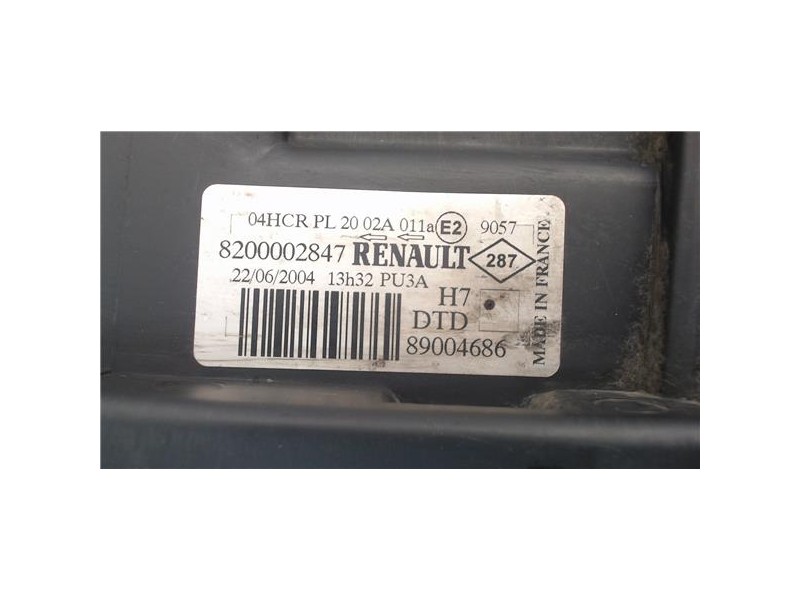 04HCR PL 20 02A 011a E2 9057
8200002847 RENAULT 287
22/06/2004 13h32 PU3A
H7
DTD
89004686
MADE IN FRANCE